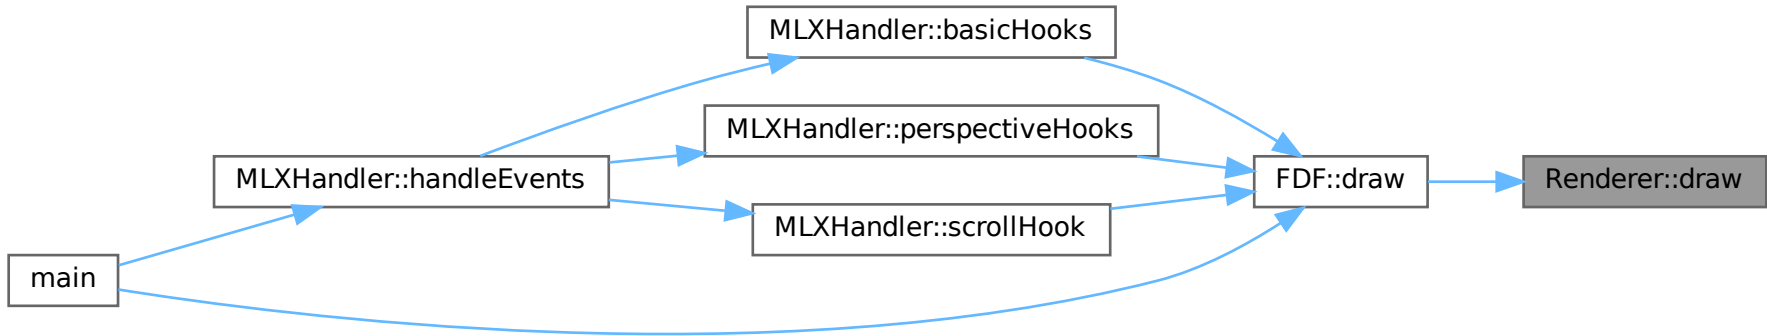 MLXHandler::basicHooks
MLXHandler::perspectiveHooks
MLXHandler::handleEvents
FDF::draw
Renderer::draw
MLXHandler::scrollHook
main